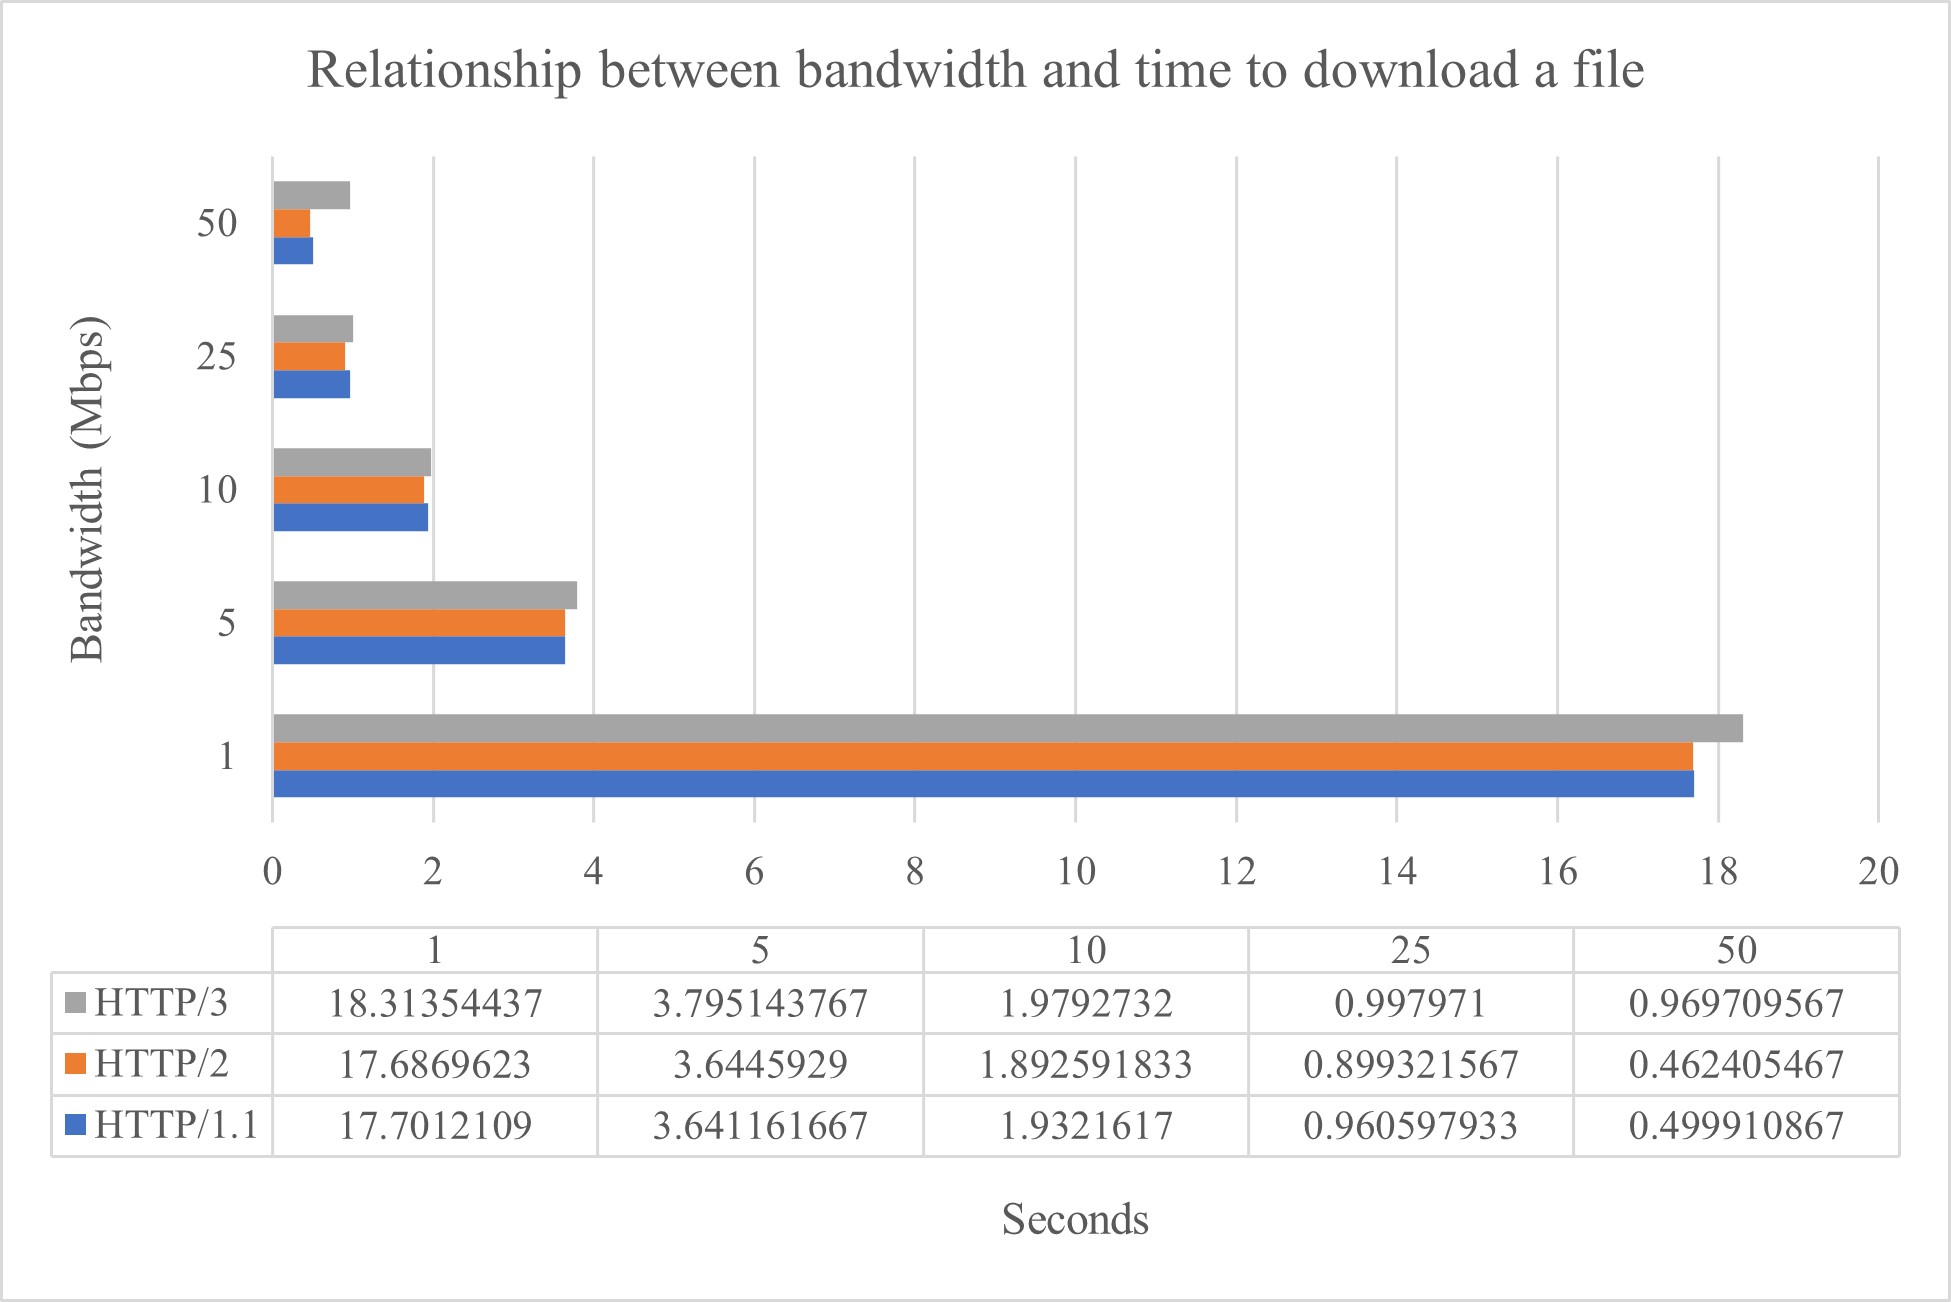 Relationship between bandwidth and time to download a file
Bandwidth (Mbps)
50
25
10
5
1
0 2 4 6 8 10 12 14 16 18 20
1 5 10 25 50
HTTP/3 18.31354437 3.795143767 1.9792732 0.997971 0.969709567
HTTP/2 17.6869623 3.6445929 1.892591833 0.899321567 0.462405467
HTTP/1.1 17.7012109 3.641161667 1.9321617 0.960597933 0.499910867
Seconds